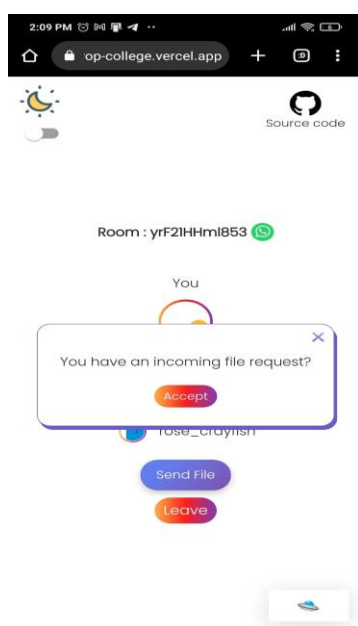 2:09 PM
op-college.vercel.app
:D
Source code
Room : yrF21HHmI853
You
You have an incoming file request?
Accept
rose_crayfish
Send File
Leave